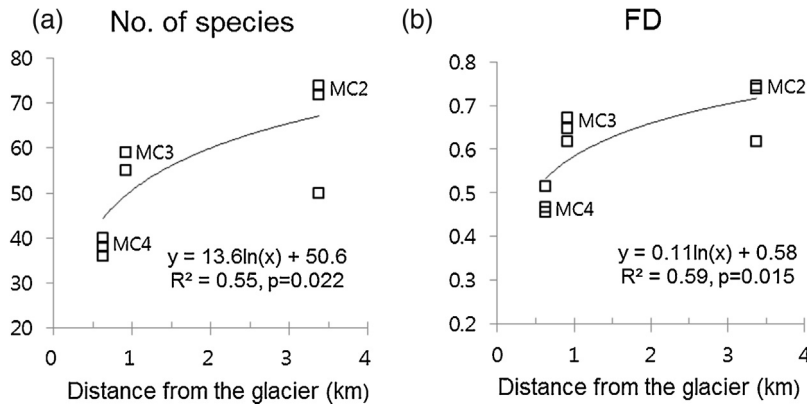 (a) No. of species
80
70
60
50
40
30
20
MC2
MC3
MC4
y = 13.6ln(x) + 50.6
R² = 0.55, p=0.022
0 1 2 3 4
Distance from the glacier (km)
(b) FD
0.8
0.7
0.6
0.5
0.4
0.3
0.2
MC2
MC3
MC4
y = 0.11ln(x) + 0.58
R² = 0.59, p=0.015
0 1 2 3 4
Distance from the glacier (km)